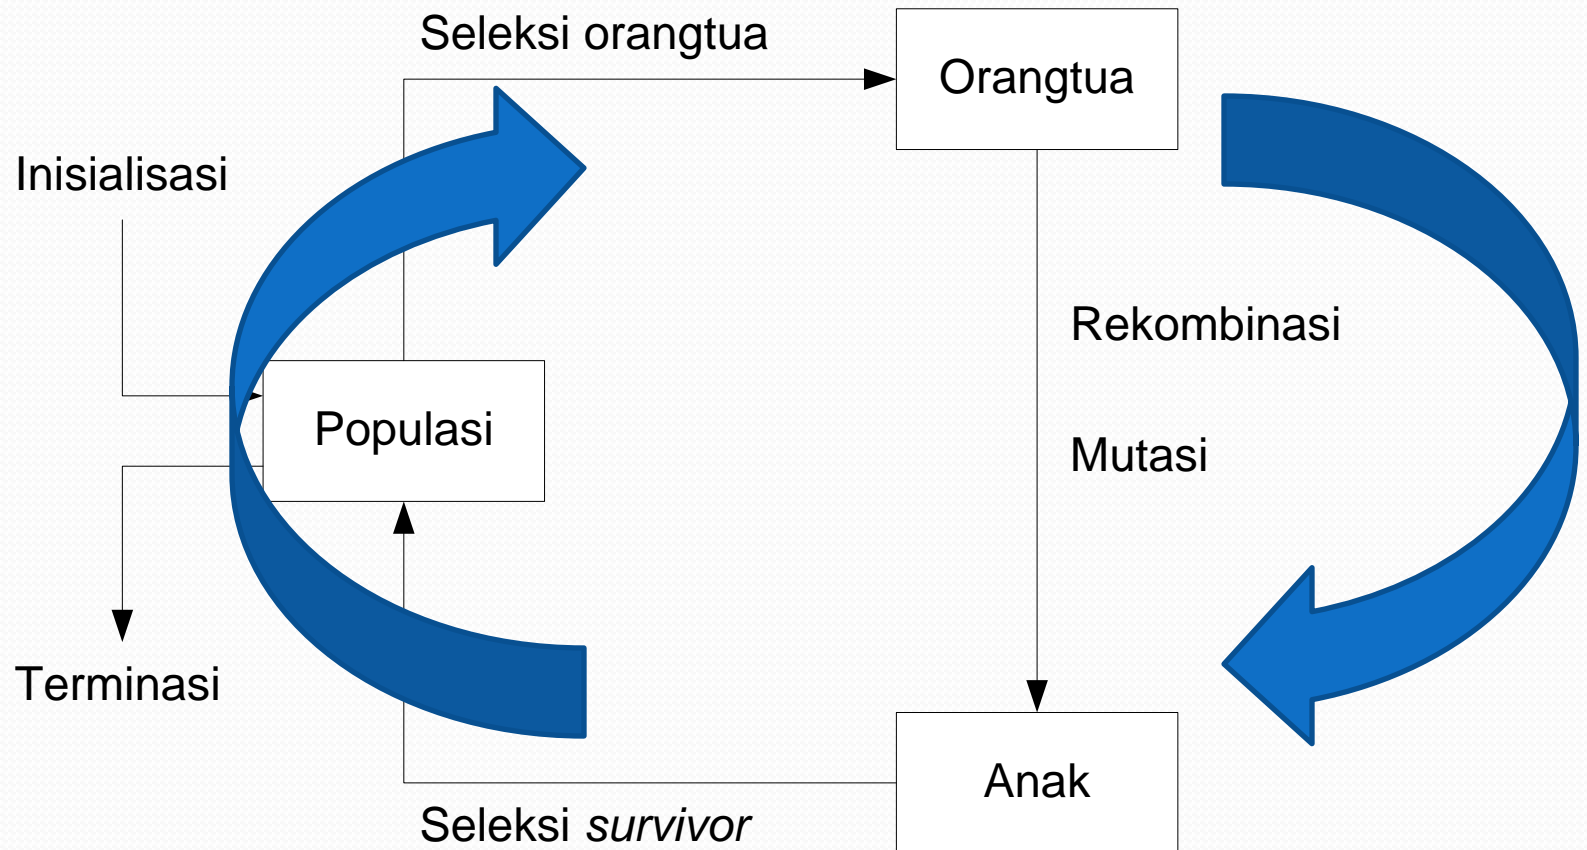 Seleksi orangtua
Orangtua
Inisialisasi
Rekombinasi
Populasi
Mutasi
Terminasi
Anak
Seleksi survivor